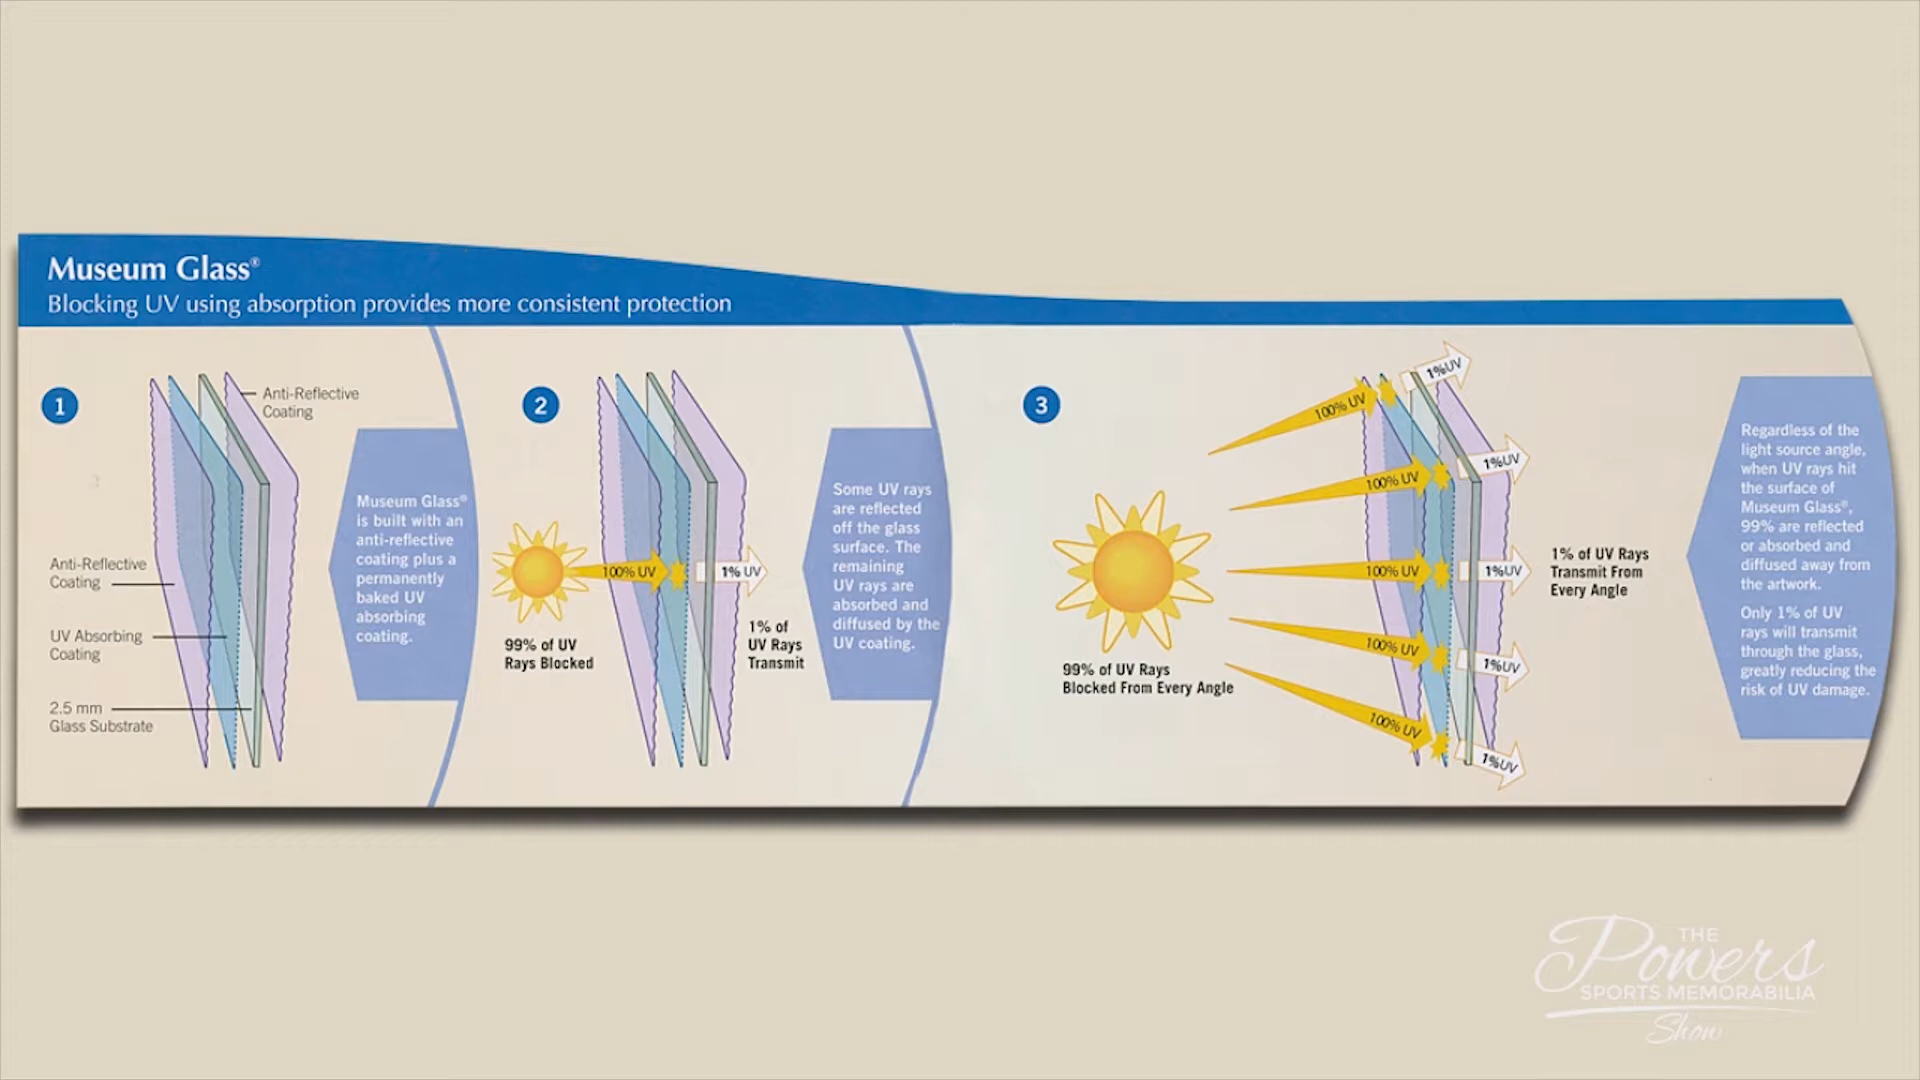 Museum Glass®
Blocking UV using absorption provides more consistent protection
1
Anti-Reflective
Coating
Anti-Reflective
Coating
UV Absorbing
Coating
2.5 mm
Glass Substrate
Museum Glass®
is built with an
anti-reflective
coating plus a
permanently
baked UV
absorbing
coating.
2
100% UV
1% UV
99% of UV
Rays Blocked
1% of
UV Rays
Transmit
Some UV rays
are reflected
off the glass
surface. The
remaining
UV rays are
absorbed and
diffused by the
UV coating.
3
100% UV
1%UV
100% UV
1%UV
100% UV
1%UV
100% UV
1%UV
100% UV
1%UV
99% of UV Rays
Blocked From Every Angle
1% of UV Rays
Transmit From
Every Angle
Regardless of the
light source angle,
when UV rays hit
the surface of
Museum Glass®,
99% are reflected
or absorbed and
diffused away from
the artwork.
Only 1% of UV
rays will transmit
through the glass,
greatly reducing the
risk of UV damage.
THE
Powers
SPORTS MEMORABILIA
Show